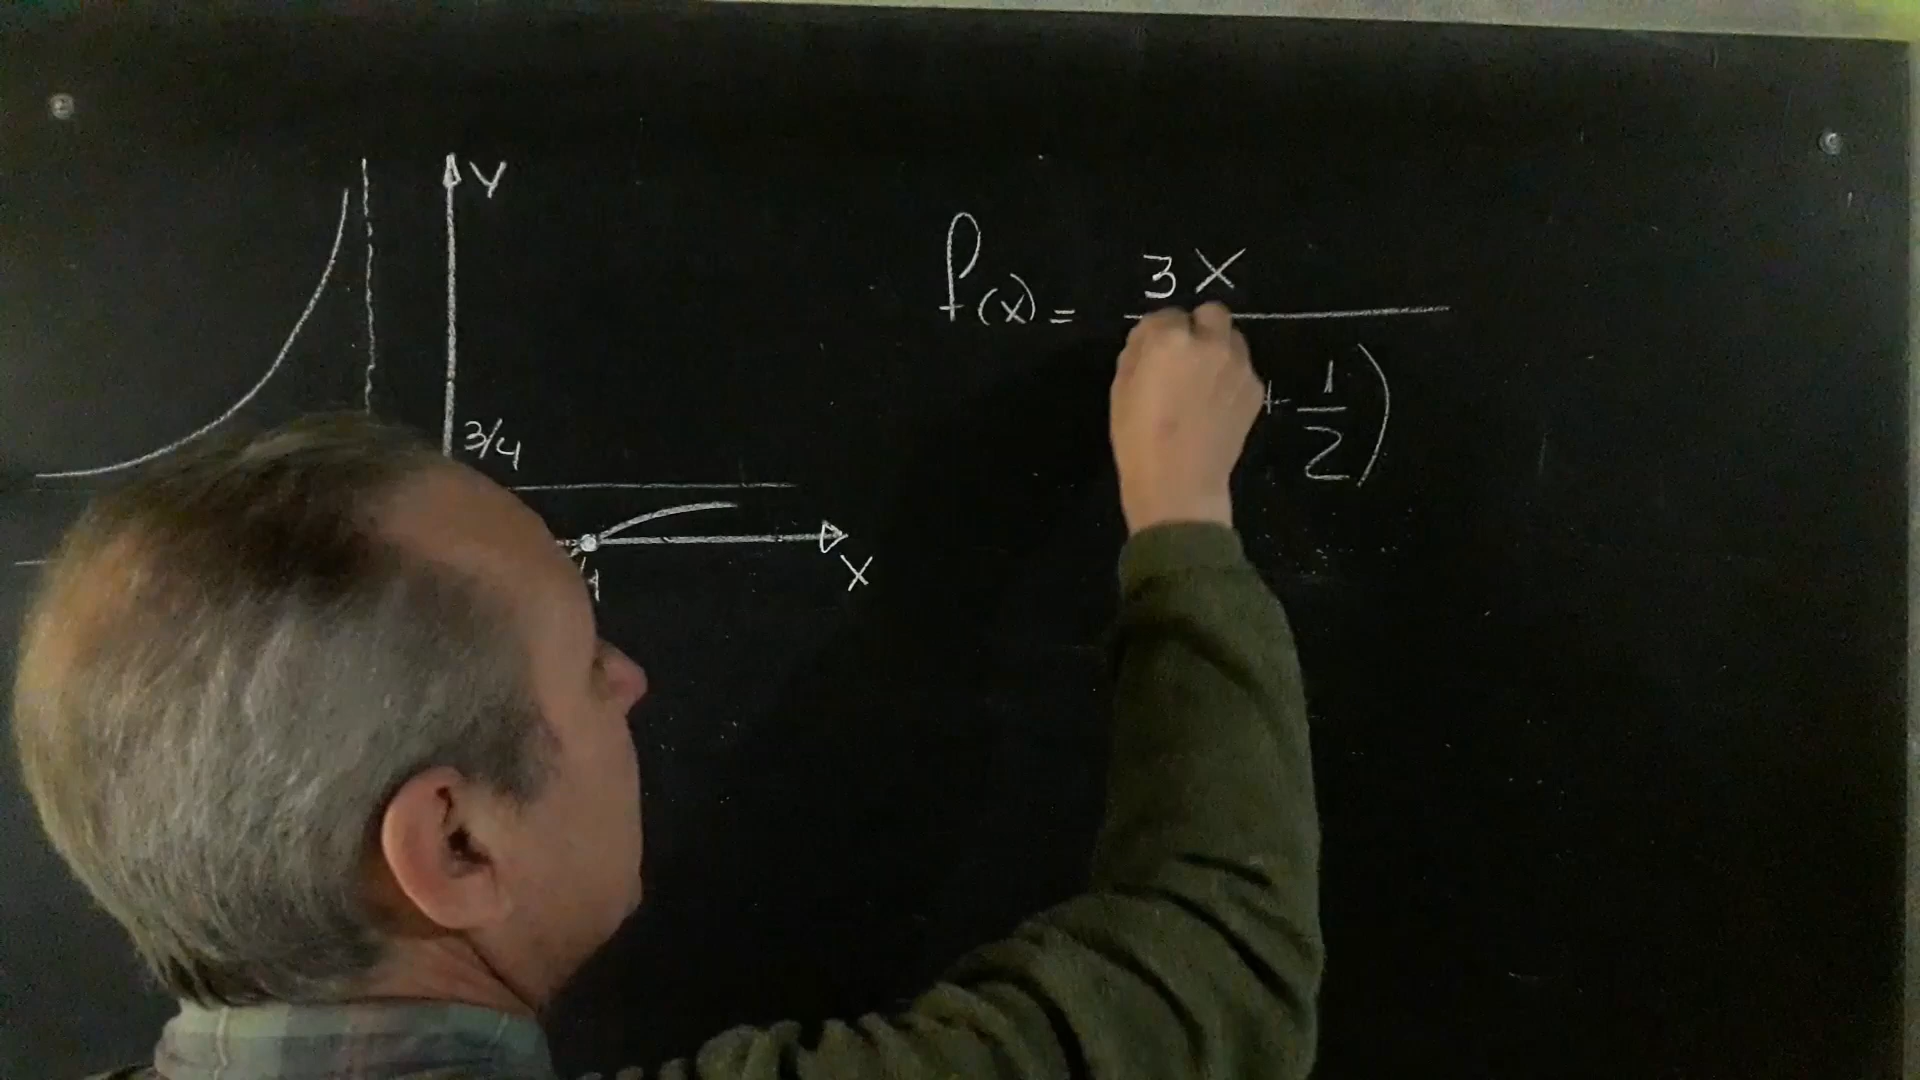 Y
f(x) = 3X
+ 1/2)
3/4
X